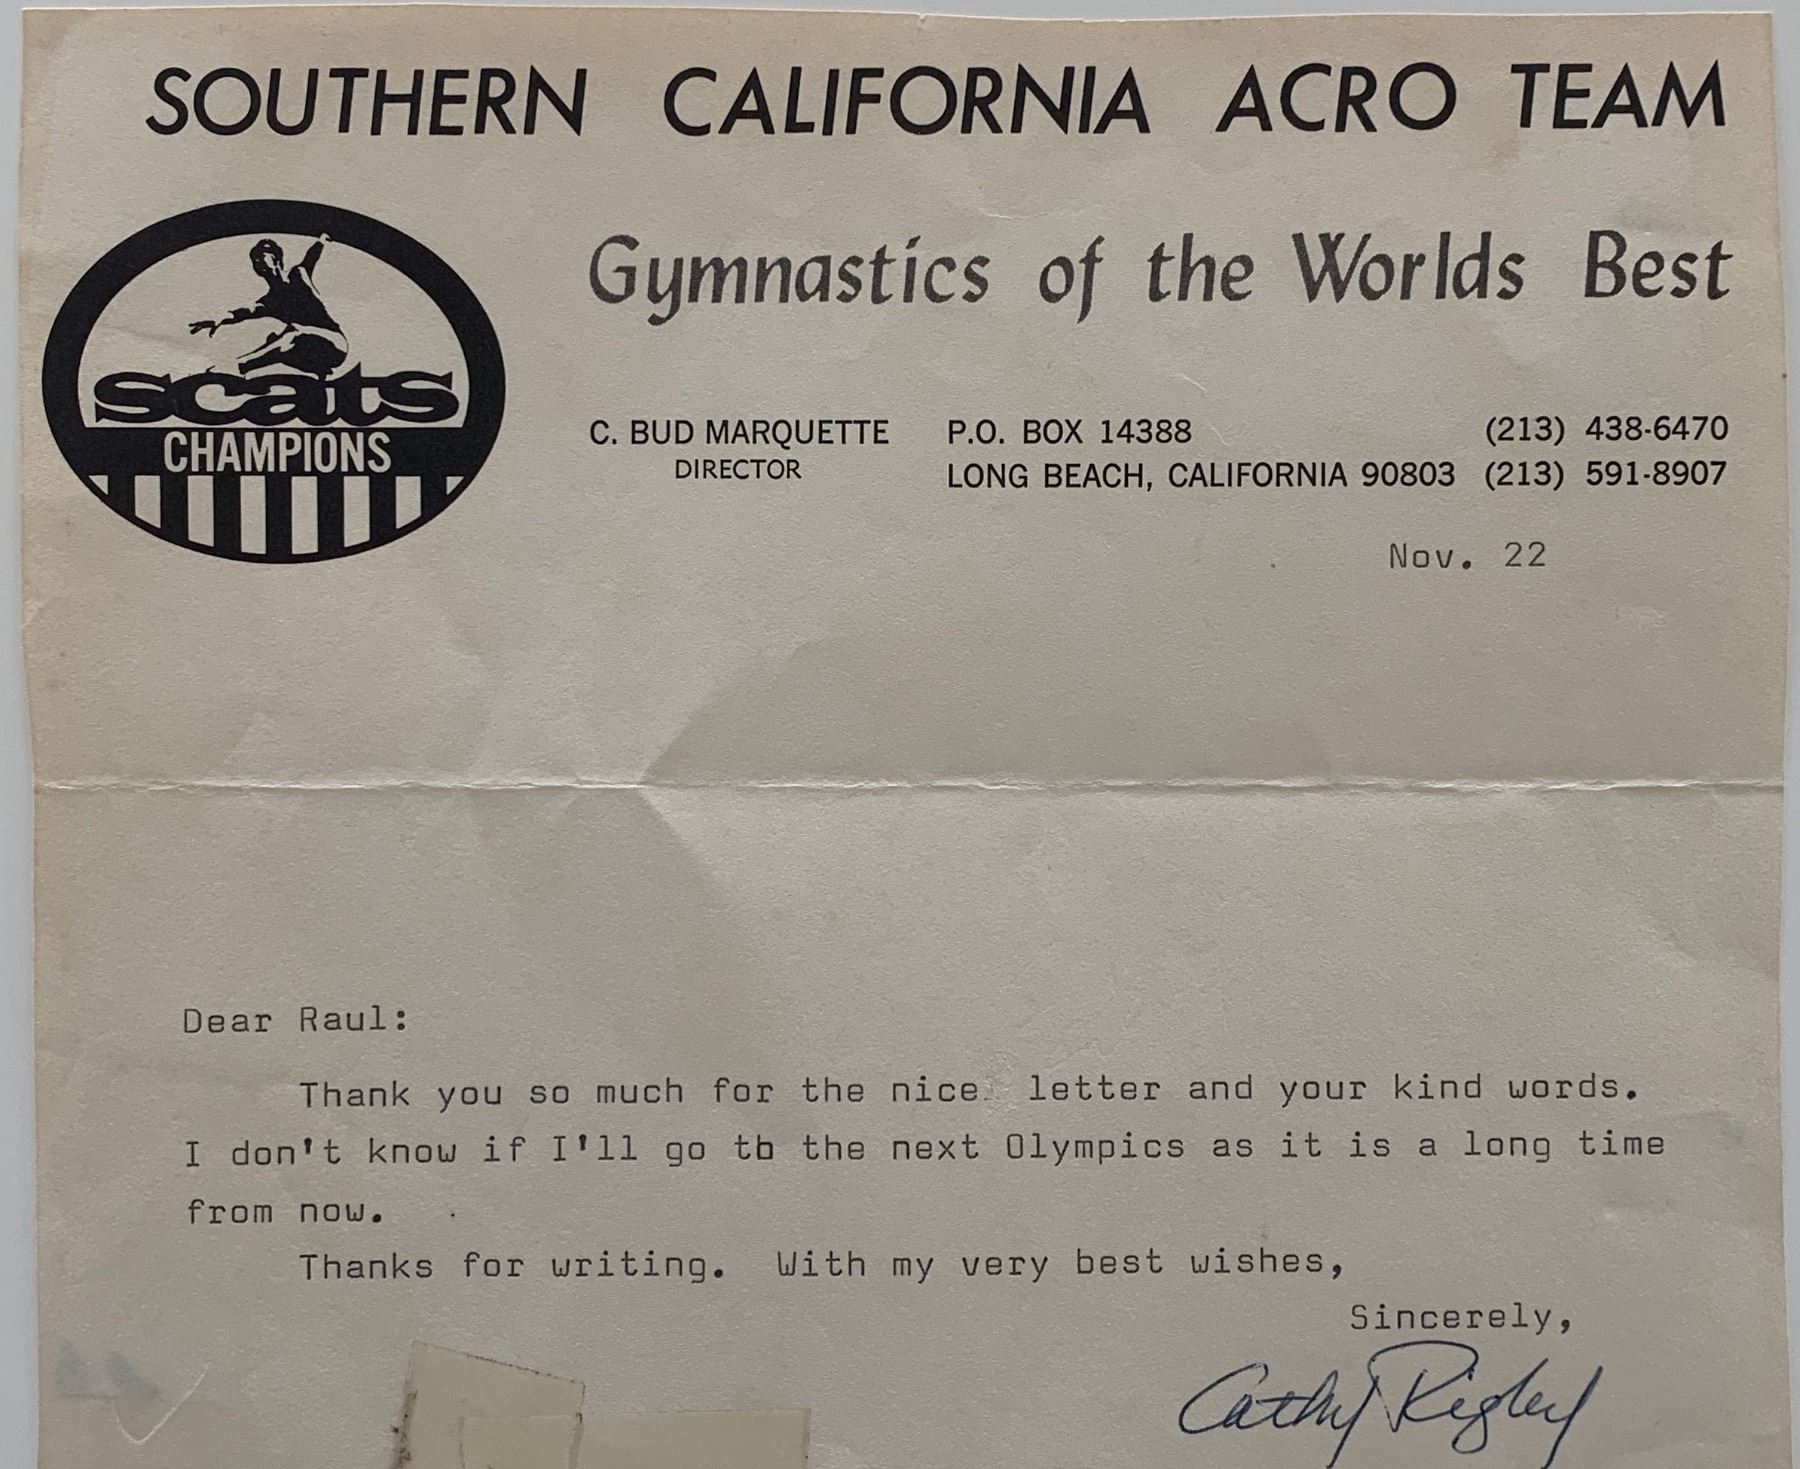 SOUTHERN CALIFORNIA ACRO TEAM
Gymnastics of the Worlds Best
scats
CHAMPIONS
C. BUD MARQUETTE
DIRECTOR
P.O. BOX 14388
LONG BEACH, CALIFORNIA 90803
(213) 438-6470
(213) 591-8907
Nov. 22
Dear Raul:
Thank you so much for the nice letter and your kind words.
I don't know if I'll go to the next Olympics as it is a long time
from now.
Thanks for writing. With my very best wishes,
Sincerely,
Cathy Rigby